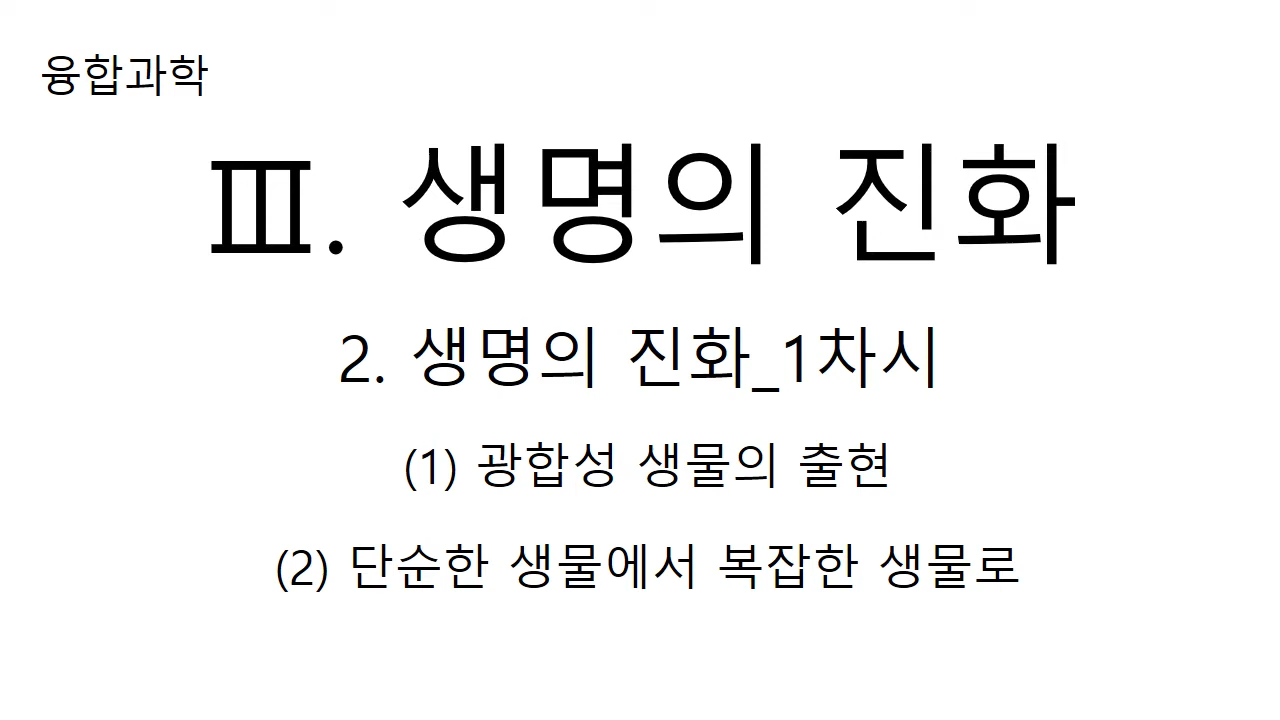 융합과학
Ⅲ. 생명의 진화
2. 생명의 진화_1차시
(1) 광합성 생물의 출현
(2) 단순한 생물에서 복잡한 생물로